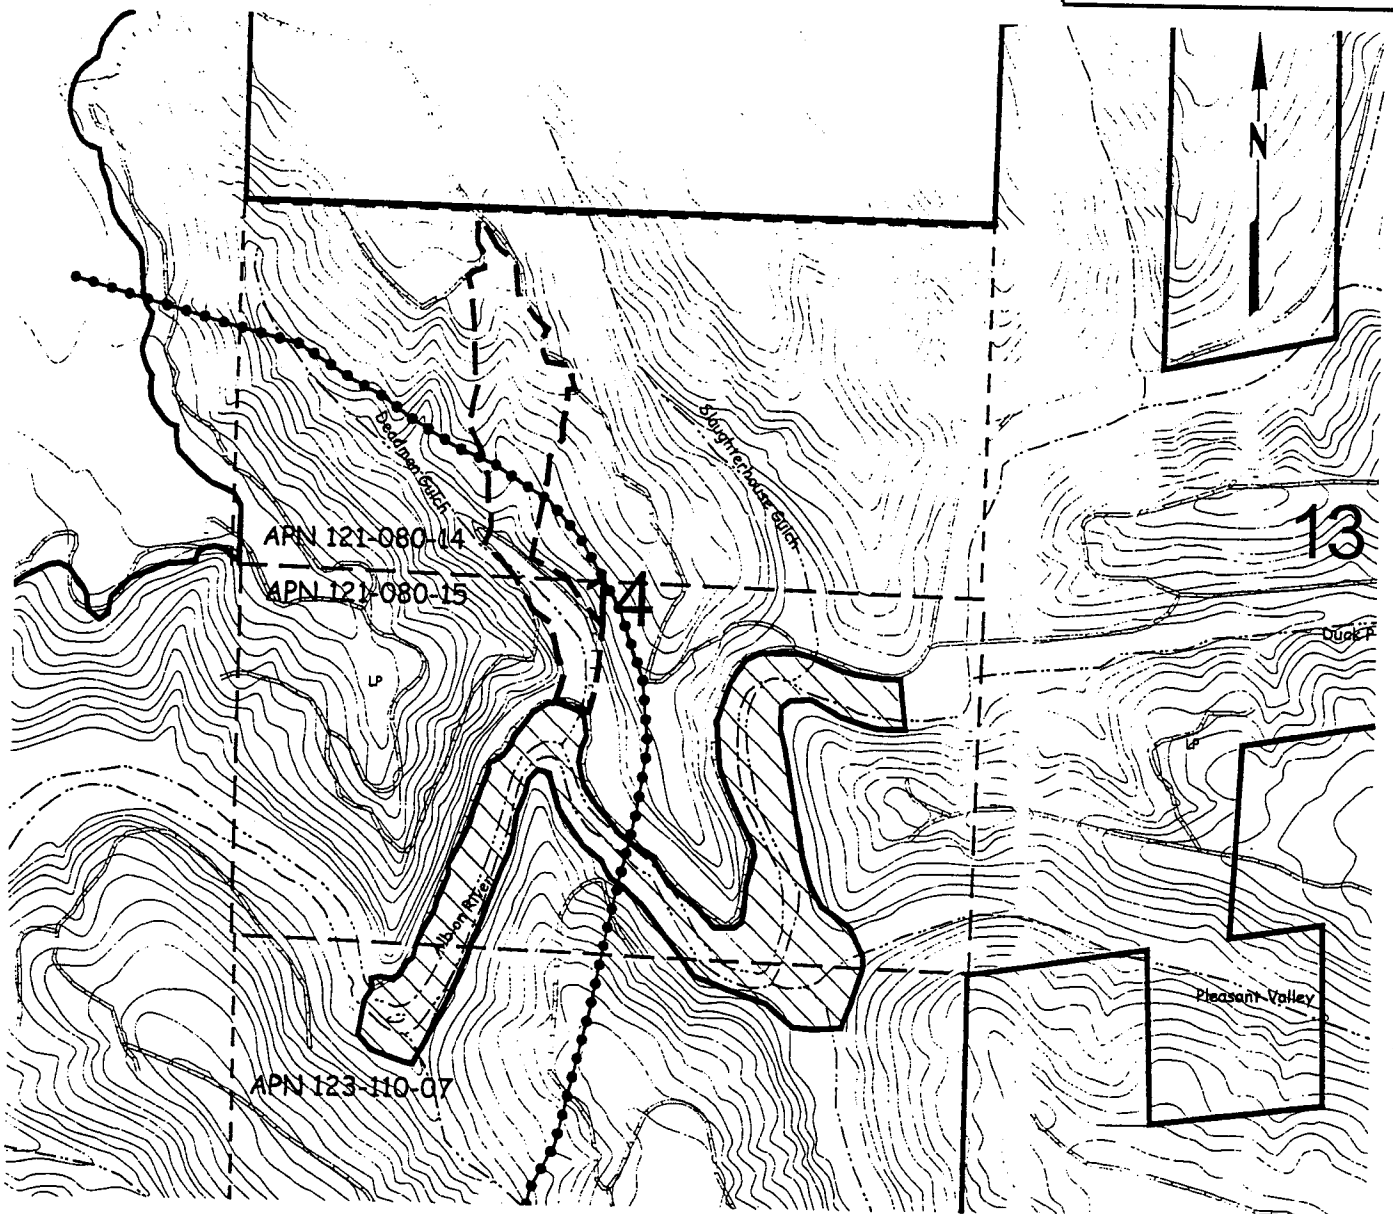 N
Deadman Gulch
Slaughterhouse Gulch
13
APN 121-080-14
APN 121-080-15
14
Duck P
LP
LP
Albion River
Pleasant Valley
APN 123-110-07